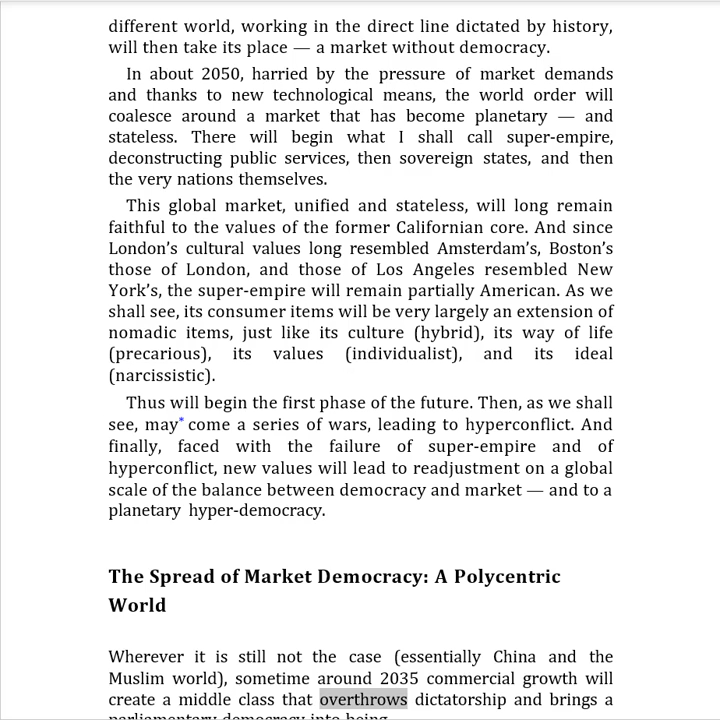 different world, working in the direct line dictated by history,
will then take its place — a market without democracy.
In about 2050, harried by the pressure of market demands
and thanks to new technological means, the world order will
coalesce around a market that has become planetary — and
stateless. There will begin what I shall call super-empire,
deconstructing public services, then sovereign states, and then
the very nations themselves.
This global market, unified and stateless, will long remain
faithful to the values of the former Californian core. And since
London’s cultural values long resembled Amsterdam’s, Boston’s
those of London, and those of Los Angeles resembled New
York’s, the super-empire will remain partially American. As we
shall see, its consumer items will be very largely an extension of
nomadic items, just like its culture (hybrid), its way of life
(precarious), its values (individualist), and its ideal
(narcissistic).
Thus will begin the first phase of the future. Then, as we shall
see, may* come a series of wars, leading to hyperconflict. And
finally, faced with the failure of super-empire and of
hyperconflict, new values will lead to readjustment on a global
scale of the balance between democracy and market — and to a
planetary hyper-democracy.
The Spread of Market Democracy: A Polycentric
World
Wherever it is still not the case (essentially China and the
Muslim world), sometime around 2035 commercial growth will
create a middle class that overthrows dictatorship and brings a
parliamentary democracy into being.